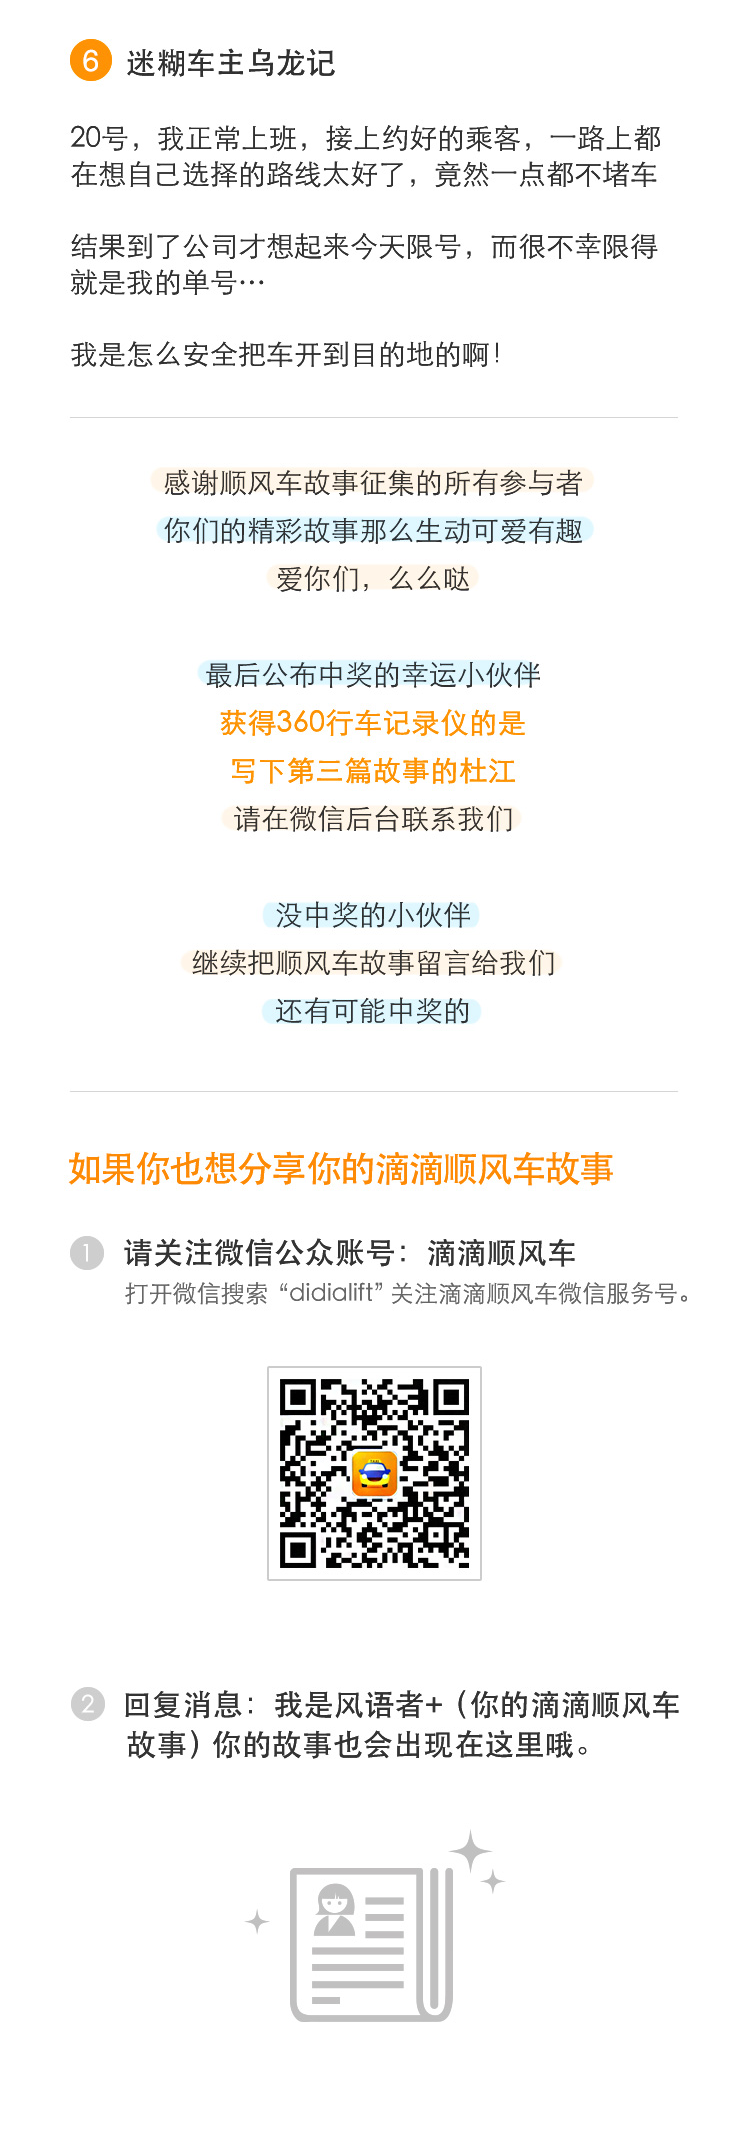 6 迷糊车主乌龙记
20号，我正常上班，接上约好的乘客，一路上都
在想自己选择的路线太好了，竟然一点都不堵车
结果到了公司才想起来今天限号，而很不幸限得
就是我的单号…
我是怎么安全把车开到目的地的啊！
感谢顺风车故事征集的所有参与者
你们的精彩故事那么生动可爱有趣
爱你们，么么哒
最后公布中奖的幸运小伙伴
获得360行车记录仪的是
写下第三篇故事的杜江
请在微信后台联系我们
没中奖的小伙伴
继续把顺风车故事留言给我们
还有可能中奖的
如果你也想分享你的滴滴顺风车故事
1 请关注微信公众账号：滴滴顺风车
打开微信搜索“didialift”关注滴滴顺风车微信服务号。
2 回复消息：我是风语者+（你的滴滴顺风车
故事）你的故事也会出现在这里哦。